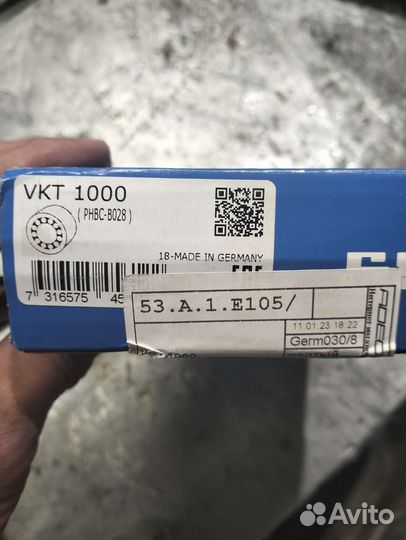 VKT 1000
( PHBC-B028 )
18-MADE IN GERMANY
7 316575 45
53.A.1.E105/
11.01.23 18:22
Germ030/8
Avito